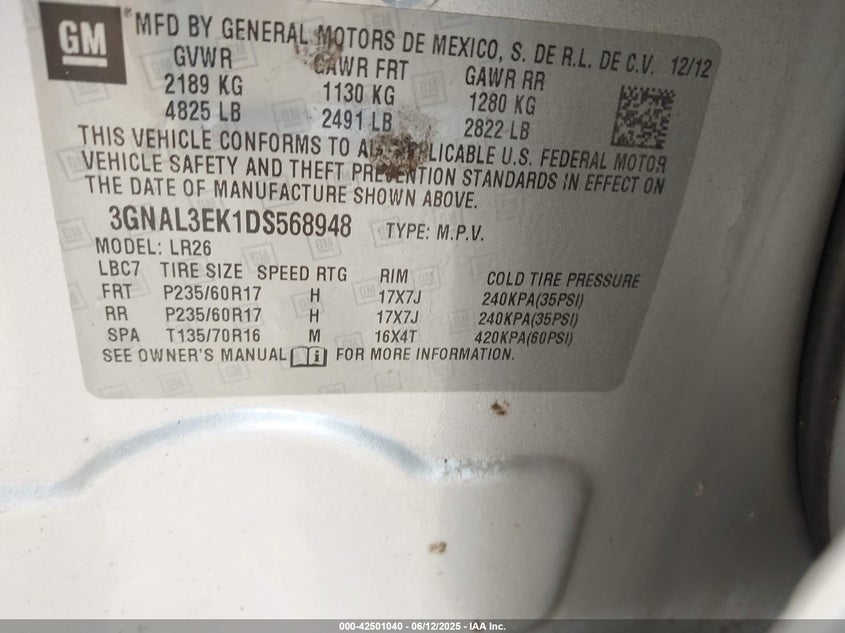 GM
MFD BY GENERAL MOTORS DE MEXICO, S. DE R.L. DE C.V. 12/12
GVWR GAWR FRT GAWR RR
2189 KG 1130 KG 1280 KG
4825 LB 2491 LB 2822 LB
THIS VEHICLE CONFORMS TO ALL APPLICABLE U.S. FEDERAL MOTOR
VEHICLE SAFETY AND THEFT PREVENTION STANDARDS IN EFFECT ON
THE DATE OF MANUFACTURE SHOWN ABOVE.
3GNAL3EK1DS568948 TYPE: M.P.V.
MODEL: LR26
LBC7 TIRE SIZE SPEED RTG RIM COLD TIRE PRESSURE
FRT P235/60R17 H 17X7J 240KPA(35PSI)
RR P235/60R17 H 17X7J 240KPA(35PSI)
SPA T135/70R16 M 16X4T 420KPA(60PSI)
SEE OWNER'S MANUAL FOR MORE INFORMATION.
000-42501040 - 06/12/2025 - IAA Inc.